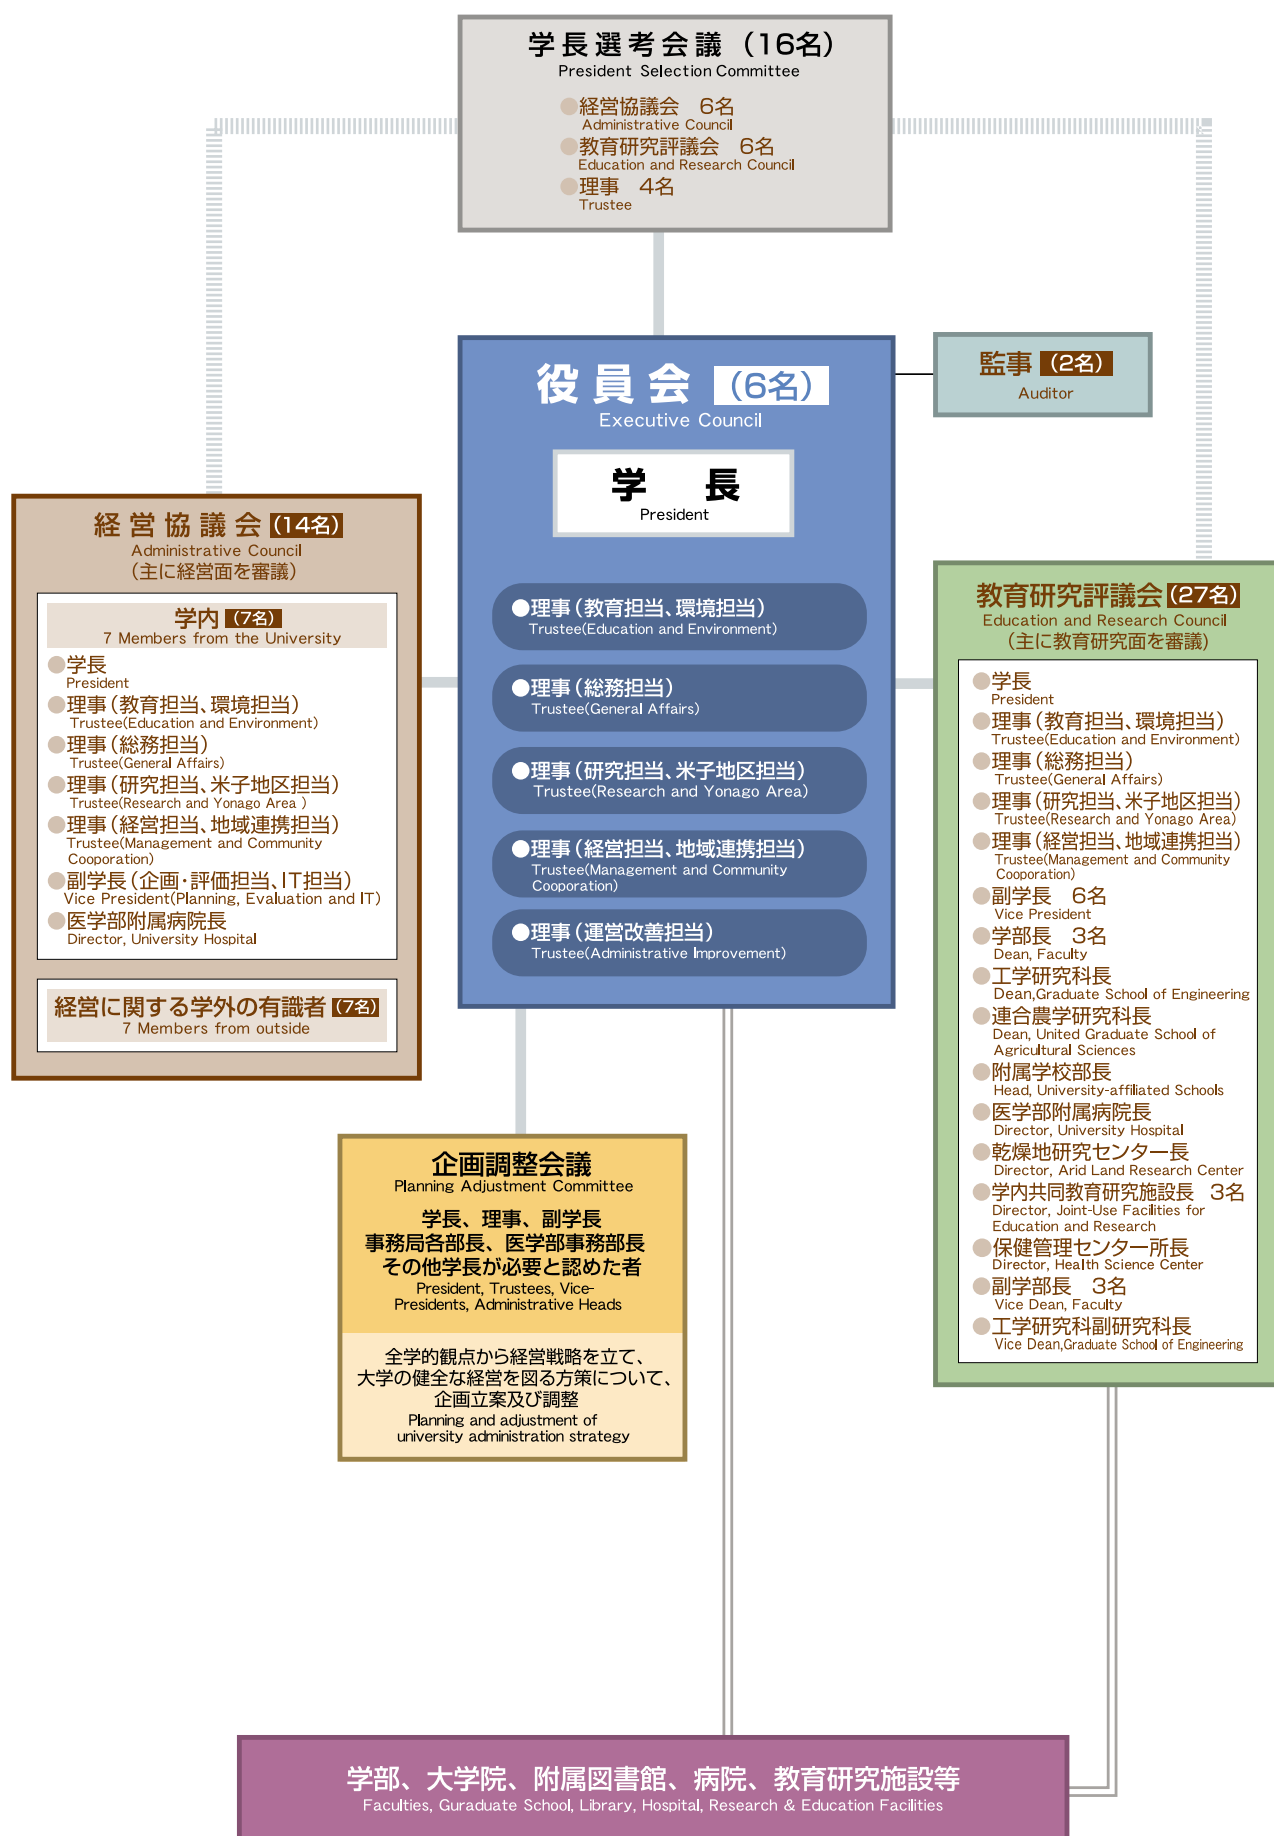 学長選考会議（16名）
President Selection Committee
●経営協議会　6名
Administrative Council
●教育研究評議会　6名
Education and Research Council
●理事　4名
Trustee
役員会（6名）
Executive Council
学　長
President
●理事（教育担当、環境担当）
Trustee(Education and Environment)
●理事（総務担当）
Trustee(General Affairs)
●理事（研究担当、米子地区担当）
Trustee(Research and Yonago Area)
●理事（経営担当、地域連携担当）
Trustee(Management and Community
Cooporation)
●理事（運営改善担当）
Trustee(Administrative Improvement)
監事（2名）
Auditor
経営協議会（14名）
Administrative Council
（主に経営面を審議）
学内（7名）
7 Members from the University
●学長
President
●理事（教育担当、環境担当）
Trustee(Education and Environment)
●理事（総務担当）
Trustee(General Affairs)
●理事（研究担当、米子地区担当）
Trustee(Research and Yonago Area )
●理事（経営担当、地域連携担当）
Trustee(Management and Community
Cooporation)
●副学長（企画・評価担当、IT担当）
Vice President(Planning, Evaluation and IT)
●医学部附属病院長
Director, University Hospital
経営に関する学外の有識者（7名）
7 Members from outside
教育研究評議会（27名）
Education and Research Council
（主に教育研究面を審議）
●学長
President
●理事（教育担当、環境担当）
Trustee(Education and Environment)
●理事（総務担当）
Trustee(General Affairs)
●理事（研究担当、米子地区担当）
Trustee(Research and Yonago Area)
●理事（経営担当、地域連携担当）
Trustee(Management and Community
Cooporation)
●副学長　6名
Vice President
●学部長　3名
Dean, Faculty
●工学研究科長
Dean,Graduate School of Engineering
●連合農学研究科長
Dean, United Graduate School of
Agricultural Sciences
●附属学校部長
Head, University-affiliated Schools
●医学部附属病院長
Director, University Hospital
●乾燥地研究センター長
Director, Arid Land Research Center
●学内共同教育研究施設長　3名
Director, Joint-Use Facilities for
Education and Research
●保健管理センター所長
Director, Health Science Center
●副学部長　3名
Vice Dean, Faculty
●工学研究科副研究科長
Vice Dean,Graduate School of Engineering
企画調整会議
Planning Adjustment Committee
学長、理事、副学長
事務局各部長、医学部事務部長
その他学長が必要と認めた者
President, Trustees, Vice-
Presidents, Administrative Heads
全学的観点から経営戦略を立て、
大学の健全な経営を図る方策について、
企画立案及び調整
Planning and adjustment of
university administration strategy
学部、大学院、附属図書館、病院、教育研究施設等
Faculties, Guraduate School, Library, Hospital, Research & Education Facilities